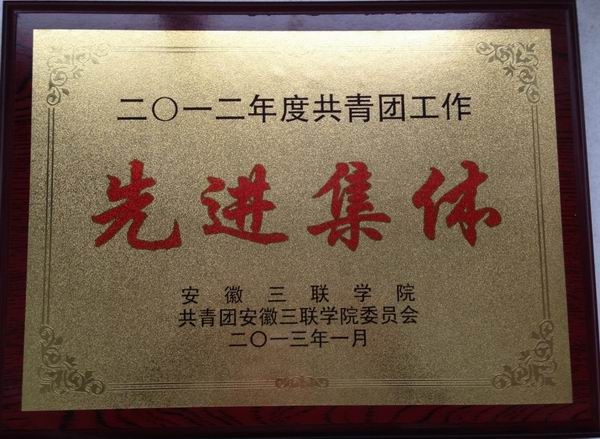 二〇一二年度共青团工作
先进集体
安徽三联学院
共青团安徽三联学院委员会
二〇一三年一月